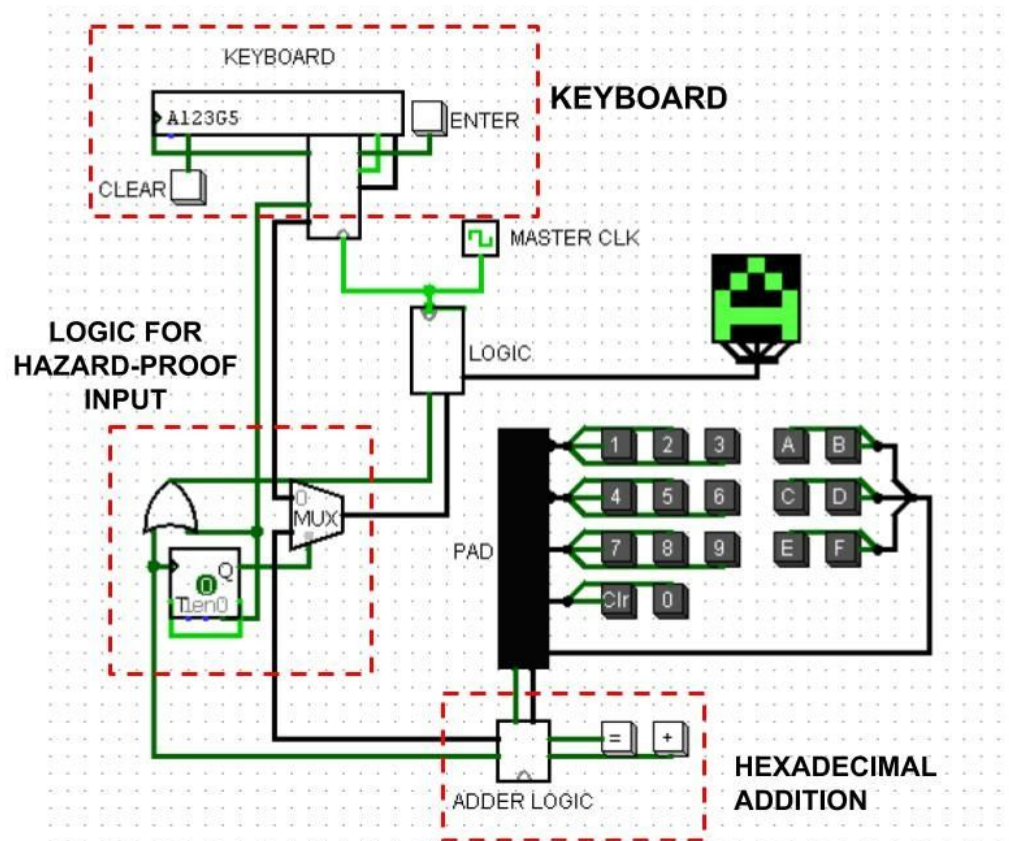 KEYBOARD
KEYBOARD
A123G5
ENTER
CLEAR
MASTER CLK
LOGIC FOR
HAZARD-PROOF
INPUT
LOGIC
0
MUX
1 2 3 A B
4 5 6 C D
PAD
7 8 9 E F
Clr 0
Q
0
= +
ADDER LOGIC
HEXADECIMAL
ADDITION